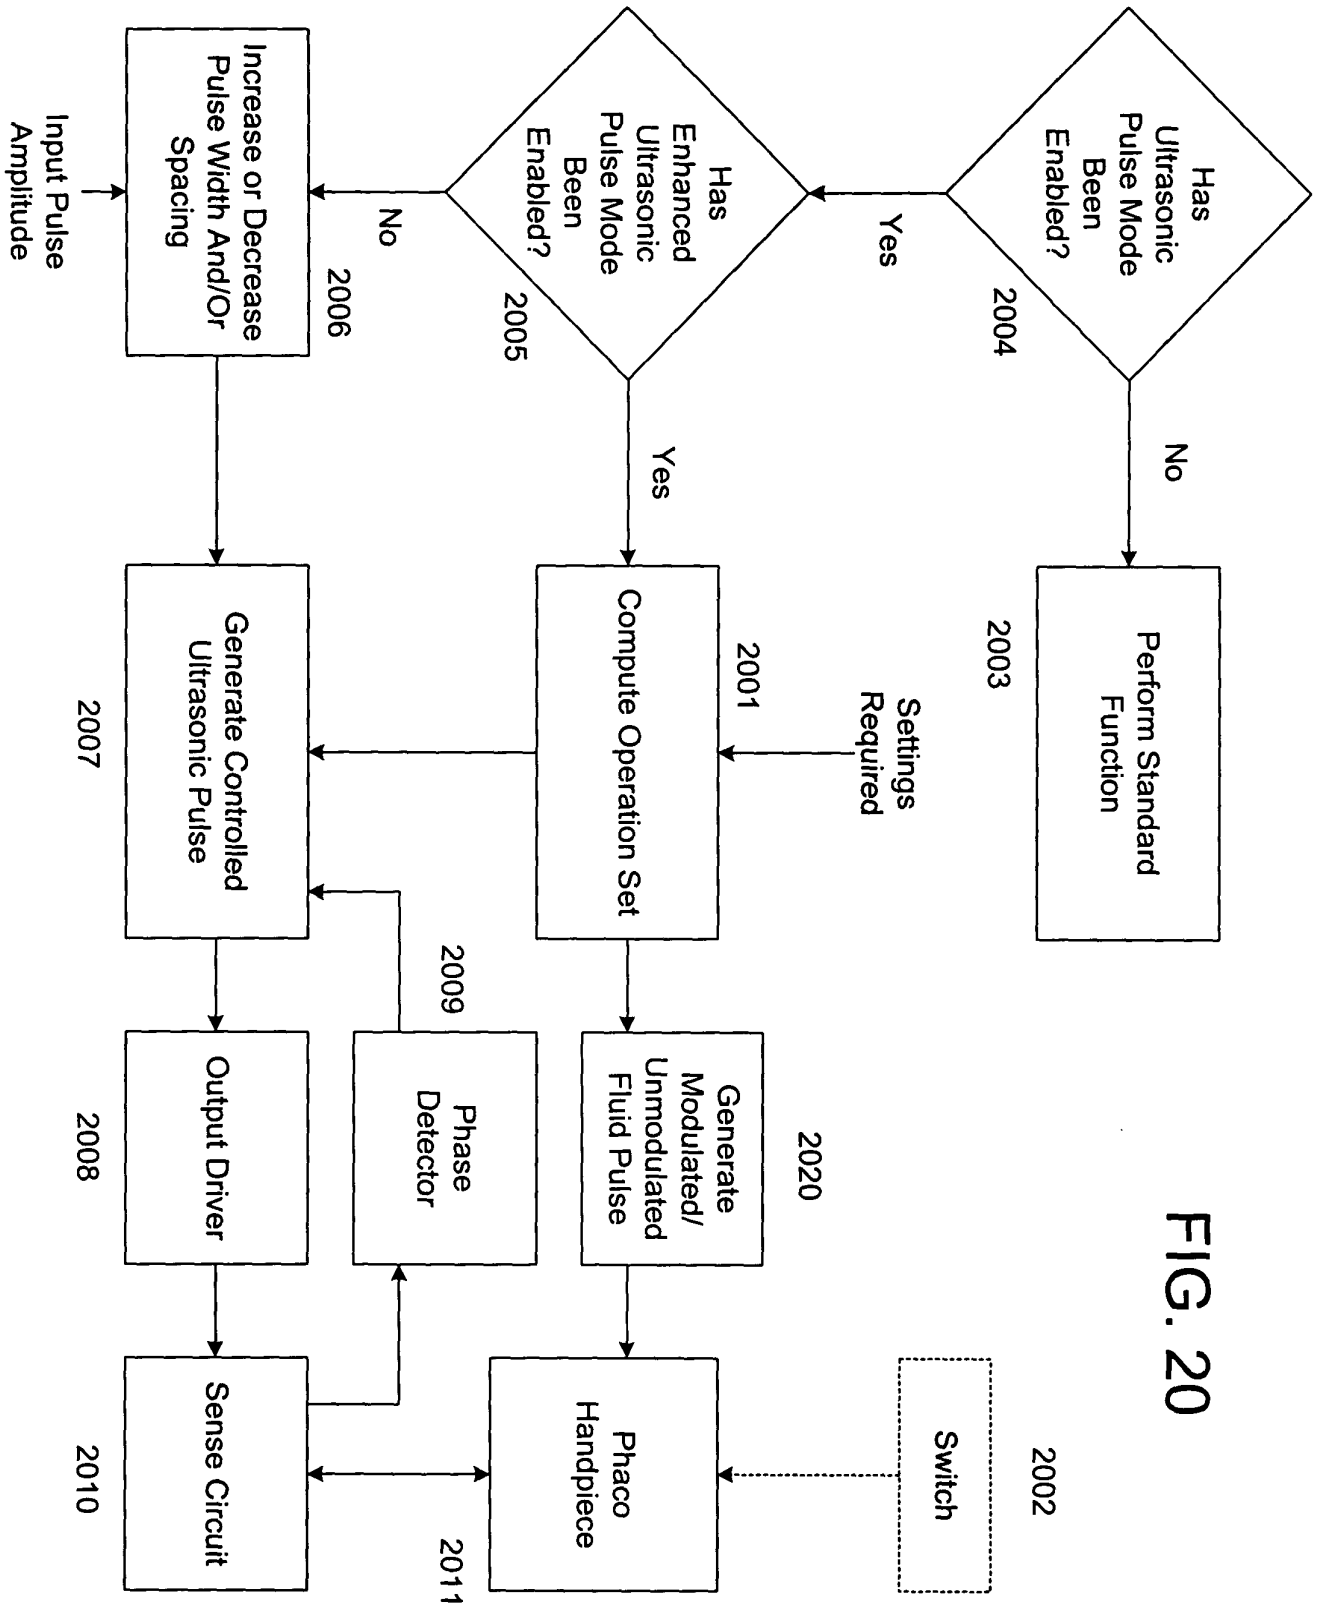 FIG. 20
Has
Ultrasonic
Pulse Mode
Been
Enabled?
2004
No
Perform Standard
Function
2003
Switch
2002
Yes
Has
Enhanced
Ultrasonic
Pulse Mode
Been
Enabled?
2005
Yes
Settings
Required
2001
Compute Operation Set
2020
Generate
Modulated/
Unmodulated
Fluid Pulse
Phaco
Handpiece
2011
No
2006
Increase or Decrease
Pulse Width And/Or
Spacing
Input Pulse
Amplitude
Generate Controlled
Ultrasonic Pulse
2007
2009
Phase
Detector
Output Driver
2008
Sense Circuit
2010